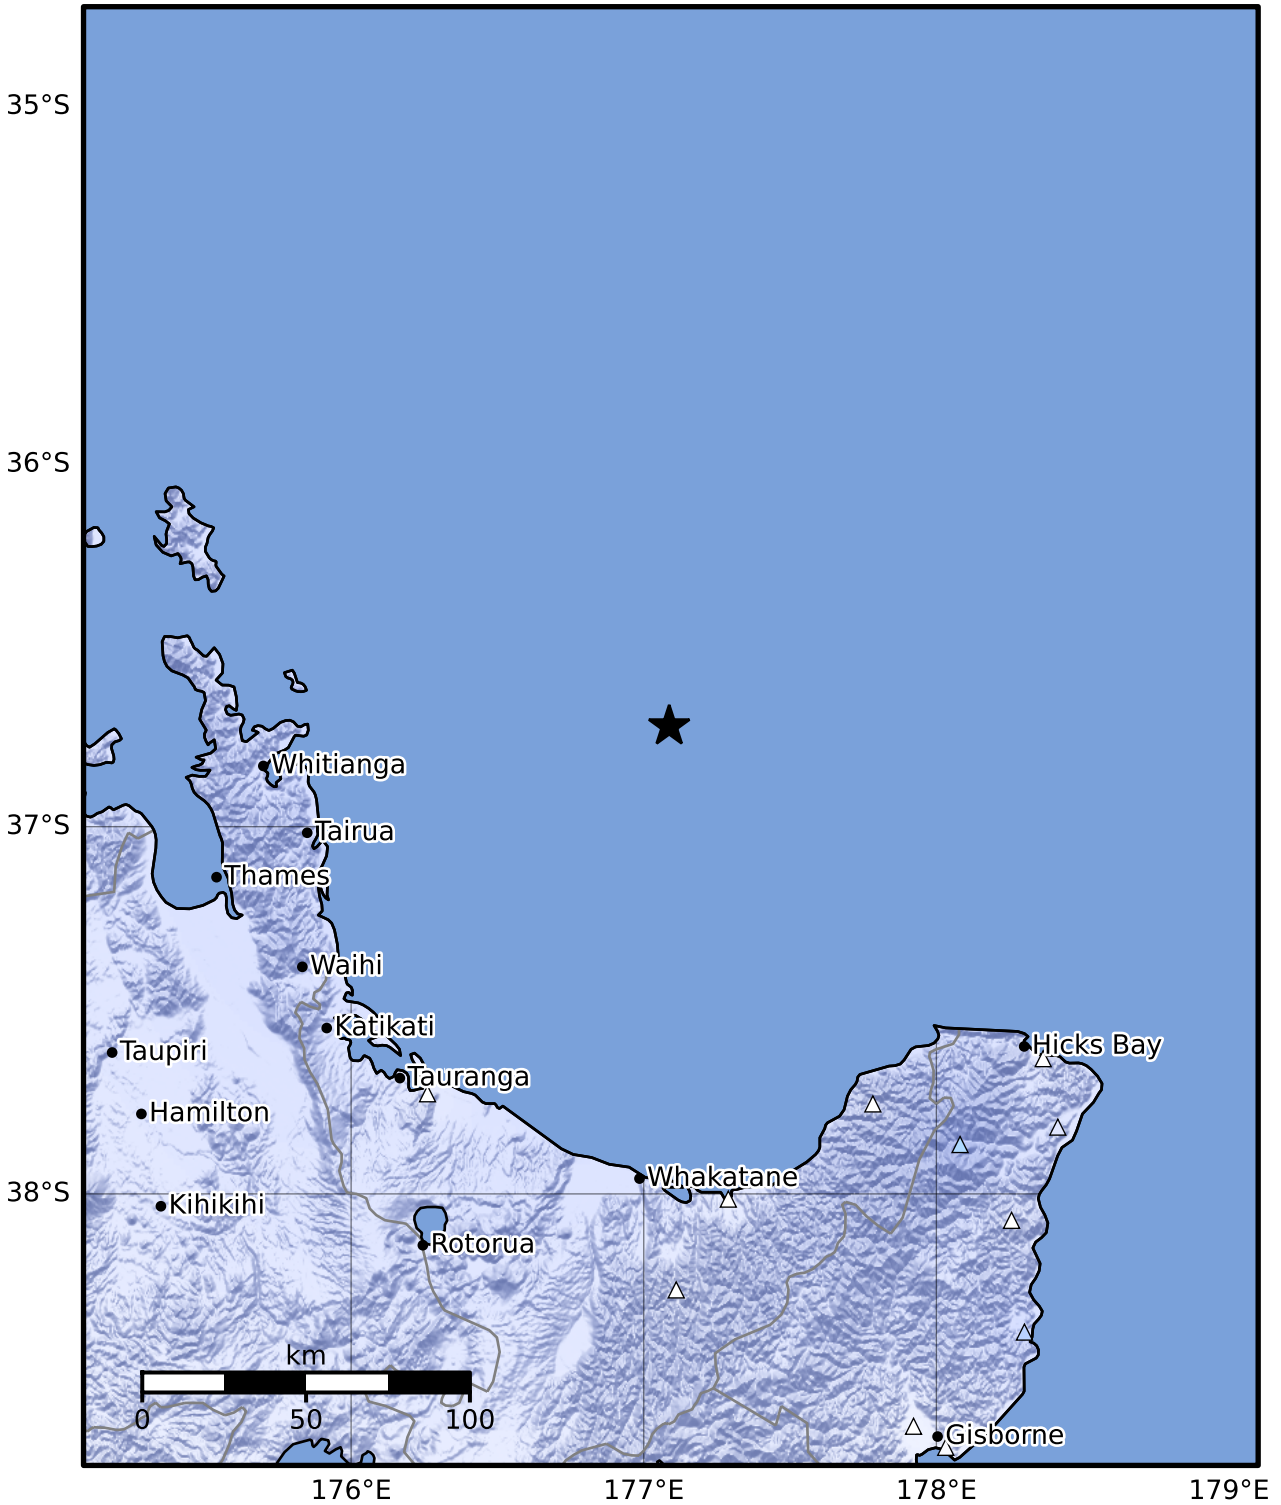 35°S
36°S
Whitianga
37°S
Tairua
Thames
Waihi
Katikati
Hicks Bay
Taupiri
Tauranga
Hamilton
Whakatane
38°S
Kihikihi
Rotorua
km
0 50 100
Gisborne
176°E 177°E 178°E 179°E